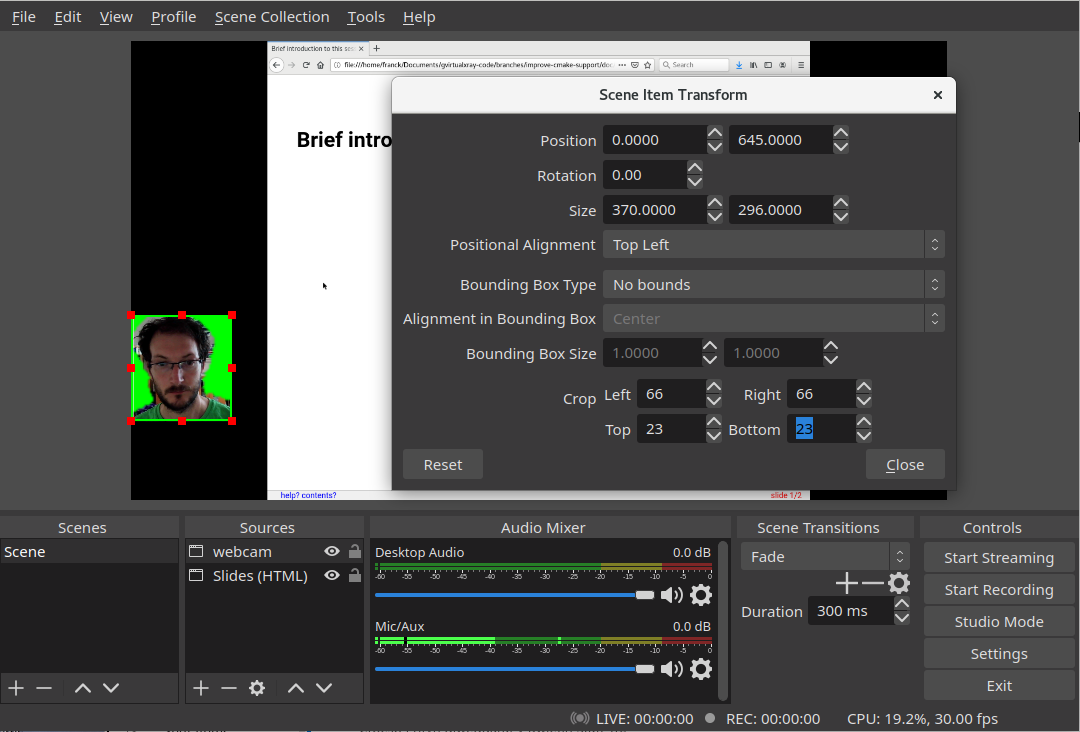 File Edit View Profile Scene Collection Tools Help
Brief introduction to this ses
file:///home/franck/Documents/gvirtualxray-code/branches/improve-cmake-support/doc Search
Brief intro
Scene Item Transform
Position 0.0000 645.0000
Rotation 0.00
Size 370.0000 296.0000
Positional Alignment Top Left
Bounding Box Type No bounds
Alignment in Bounding Box Center
Bounding Box Size 1.0000 1.0000
Crop Left 66 Right 66
Top 23 Bottom 23
Reset Close
help? contents? slide 1/2
Scenes
Scene
Sources
webcam
Slides (HTML)
Audio Mixer
Desktop Audio 0.0 dB
-60 -55 -50 -45 -40 -35 -30 -25 -20 -15 -10 -5 0
Mic/Aux 0.0 dB
-60 -55 -50 -45 -40 -35 -30 -25 -20 -15 -10 -5 0
Scene Transitions
Fade
Duration 300 ms
Controls
Start Streaming
Start Recording
Studio Mode
Settings
Exit
LIVE: 00:00:00 REC: 00:00:00 CPU: 19.2%, 30.00 fps